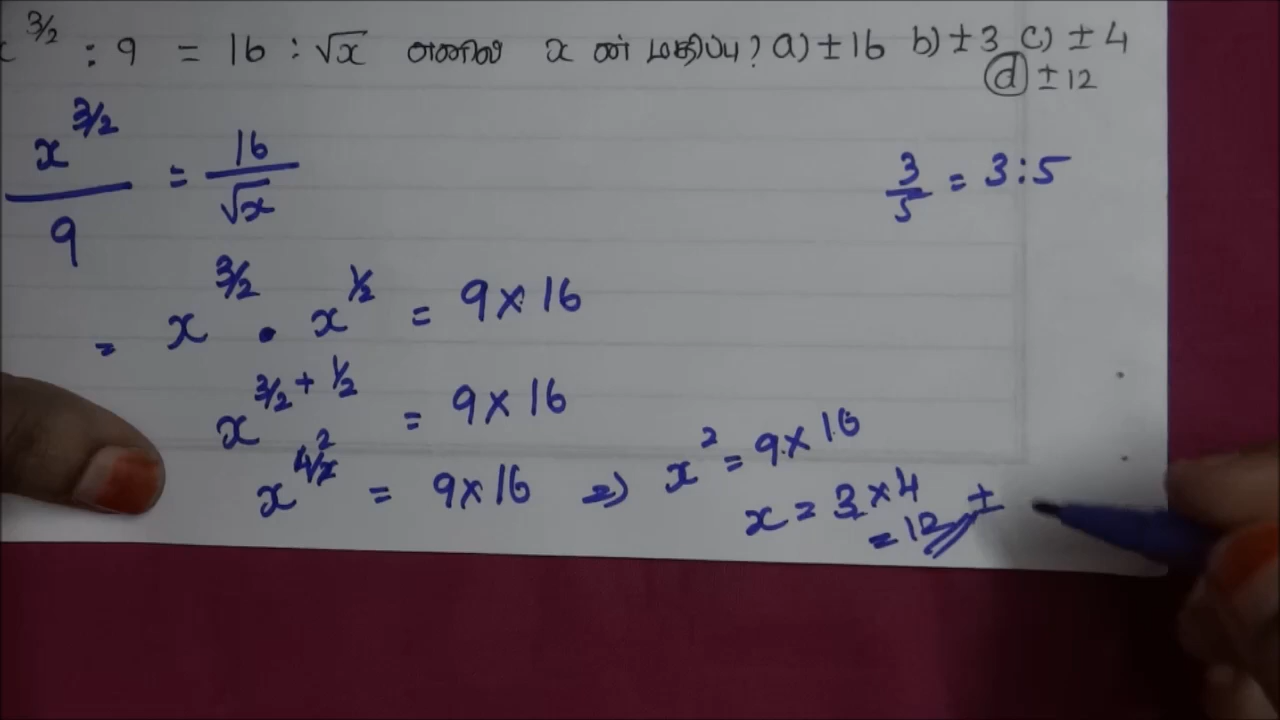 x^3/2 : 9 = 16 : √x எனில் x ன் மதிப்பு? a) ±16 b) ±3 c) ±4
d ±12
x^3/2 / 9 = 16 / √x
3/5 = 3:5
= x^3/2 • x^1/2 = 9×16
x^3/2 + 1/2 = 9×16
x^4/2 2 = 9×16 ⇒ x^2 = 9×16
x = 3×4
= 12 ±